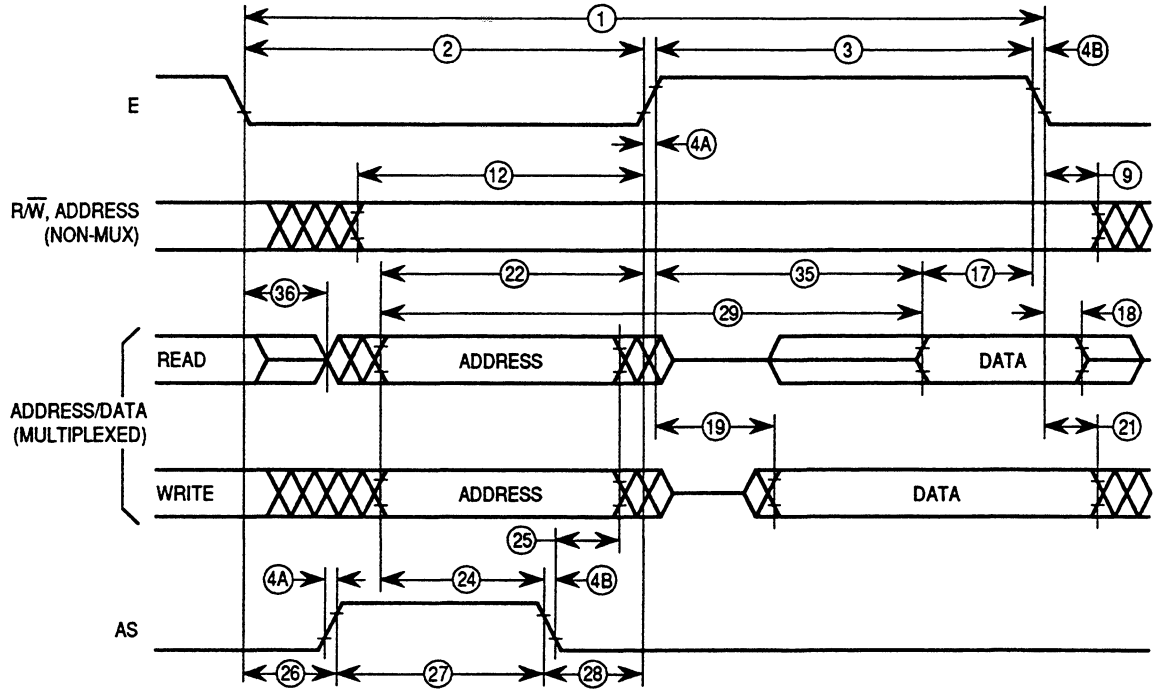 1
2 3 4B
E
4A
12 9
R/W̅, ADDRESS
(NON-MUX)
22 35 17
36 29 18
READ ADDRESS DATA
ADDRESS/DATA
(MULTIPLEXED)
19 21
WRITE ADDRESS DATA
25
4A 24 4B
AS
26 27 28